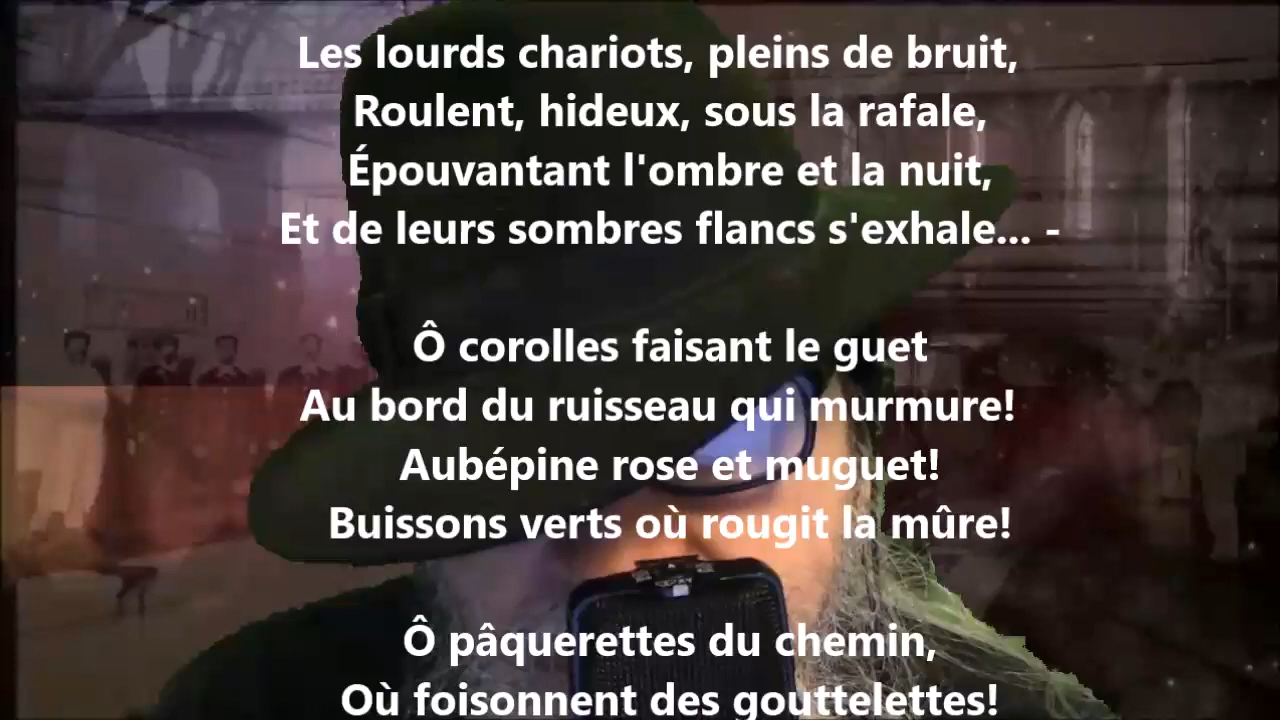 Les lourds chariots, pleins de bruit,
Roulent, hideux, sous la rafale,
Épouvantant l'ombre et la nuit,
Et de leurs sombres flancs s'exhale... -
Ô corolles faisant le guet
Au bord du ruisseau qui murmure!
Aubépine rose et muguet!
Buissons verts où rougit la mûre!
Ô pâquerettes du chemin,
Où foisonnent des gouttelettes!